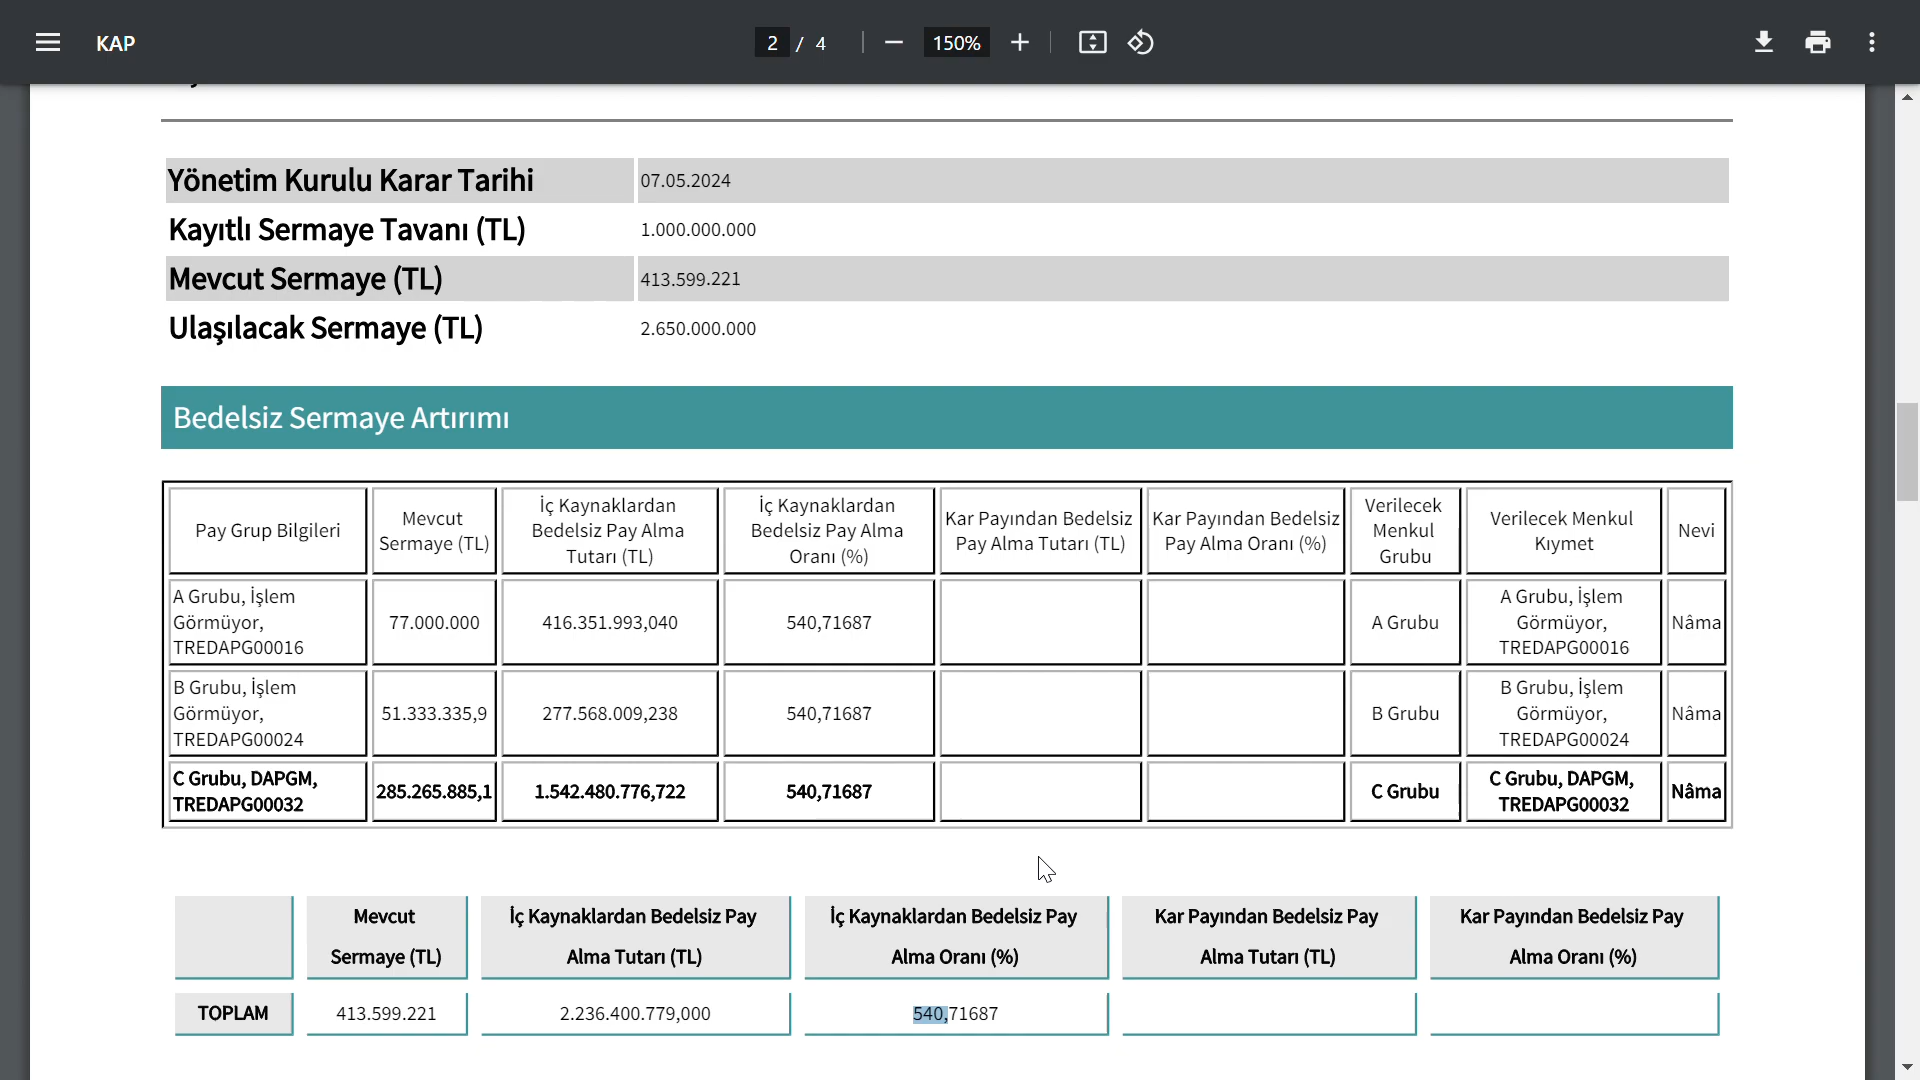 KAP
2 / 4
150%
Yönetim Kurulu Karar Tarihi 07.05.2024
Kayıtlı Sermaye Tavanı (TL) 1.000.000.000
Mevcut Sermaye (TL) 413.599.221
Ulaşılacak Sermaye (TL) 2.650.000.000
Bedelsiz Sermaye Artırımı
Pay Grup Bilgileri
Mevcut
Sermaye (TL)
İç Kaynaklardan
Bedelsiz Pay Alma
Tutarı (TL)
İç Kaynaklardan
Bedelsiz Pay Alma
Oranı (%)
Kar Payından Bedelsiz
Pay Alma Tutarı (TL)
Kar Payından Bedelsiz
Pay Alma Oranı (%)
Verilecek
Menkul
Grubu
Verilecek Menkul
Kıymet
Nevi
A Grubu, İşlem
Görmüyor,
TREDAPG00016
77.000.000
416.351.993,040
540,71687
A Grubu
A Grubu, İşlem
Görmüyor,
TREDAPG00016
Nâma
B Grubu, İşlem
Görmüyor,
TREDAPG00024
51.333.335,9
277.568.009,238
540,71687
B Grubu
B Grubu, İşlem
Görmüyor,
TREDAPG00024
Nâma
C Grubu, DAPGM,
TREDAPG00032
285.265.885,1
1.542.480.776,722
540,71687
C Grubu
C Grubu, DAPGM,
TREDAPG00032
Nâma
Mevcut
Sermaye (TL)
İç Kaynaklardan Bedelsiz Pay
Alma Tutarı (TL)
İç Kaynaklardan Bedelsiz Pay
Alma Oranı (%)
Kar Payından Bedelsiz Pay
Alma Tutarı (TL)
Kar Payından Bedelsiz Pay
Alma Oranı (%)
TOPLAM
413.599.221
2.236.400.779,000
540,71687